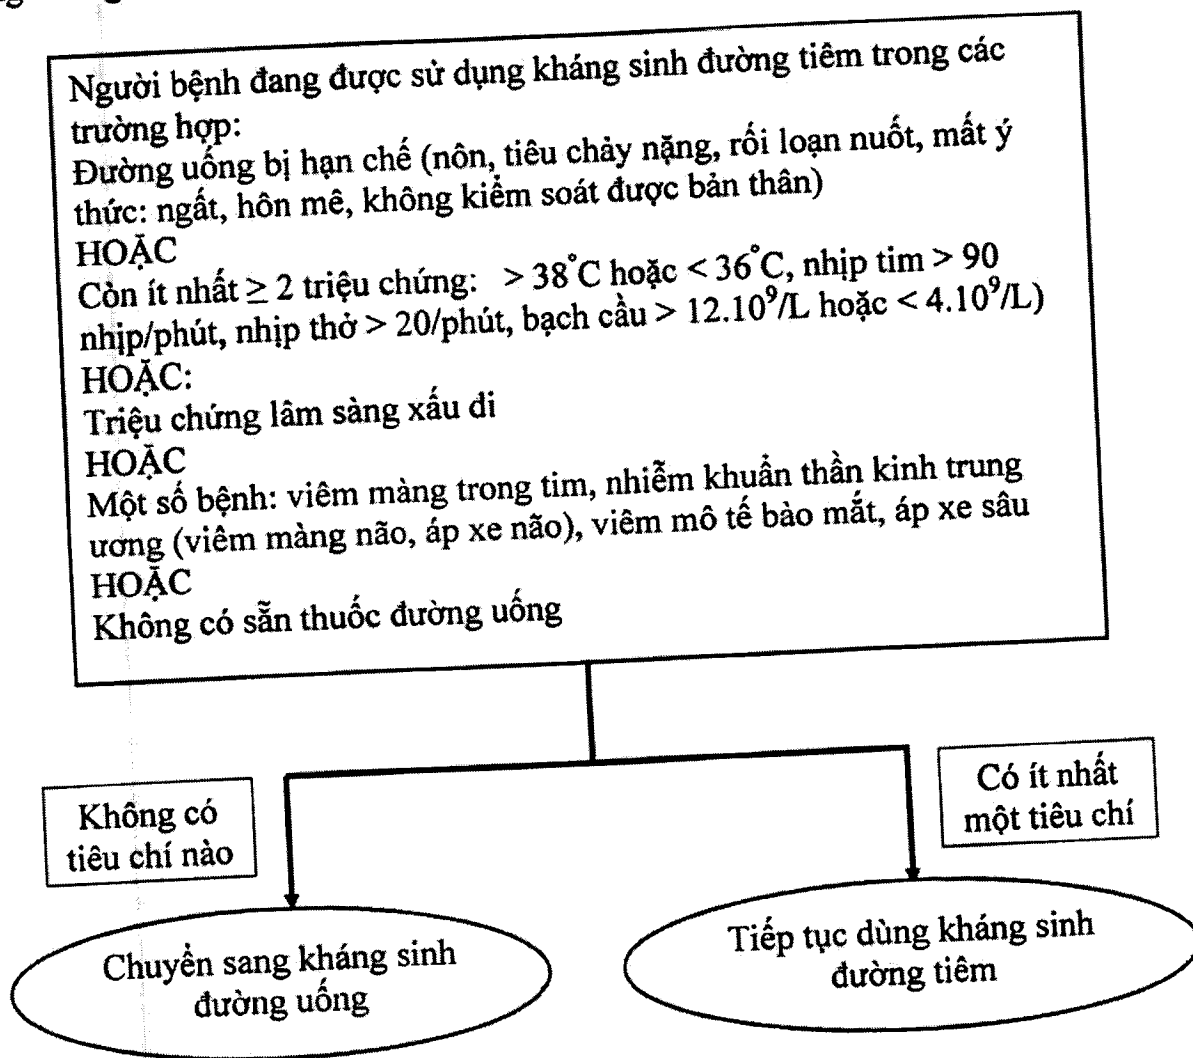 Người bệnh đang được sử dụng kháng sinh đường tiêm trong các
trường hợp:
Đường uống bị hạn chế (nôn, tiêu chảy nặng, rối loạn nuốt, mất ý
thức: ngất, hôn mê, không kiểm soát được bản thân)
HOẶC
Còn ít nhất ≥ 2 triệu chứng: > 38°C hoặc < 36°C, nhịp tim > 90
nhịp/phút, nhịp thở > 20/phút, bạch cầu > 12.10⁹/L hoặc < 4.10⁹/L)
HOẶC:
Triệu chứng lâm sàng xấu đi
HOẶC
Một số bệnh: viêm màng trong tim, nhiễm khuẩn thần kinh trung
ương (viêm màng não, áp xe não), viêm mô tế bào mắt, áp xe sâu
HOẶC
Không có sẵn thuốc đường uống
Không có
tiêu chí nào
Có ít nhất
một tiêu chí
Chuyển sang kháng sinh
đường uống
Tiếp tục dùng kháng sinh
đường tiêm